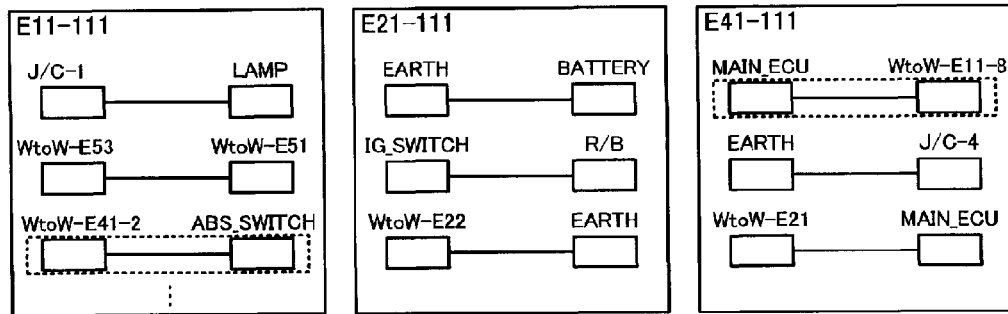 E11-111
J/C-1 LAMP
WtoW-E53 WtoW-E51
WtoW-E41-2 ABS_SWITCH
E21-111
EARTH BATTERY
IG_SWITCH R/B
WtoW-E22 EARTH
E41-111
MAIN_ECU WtoW-E11-8
EARTH J/C-4
WtoW-E21 MAIN_ECU